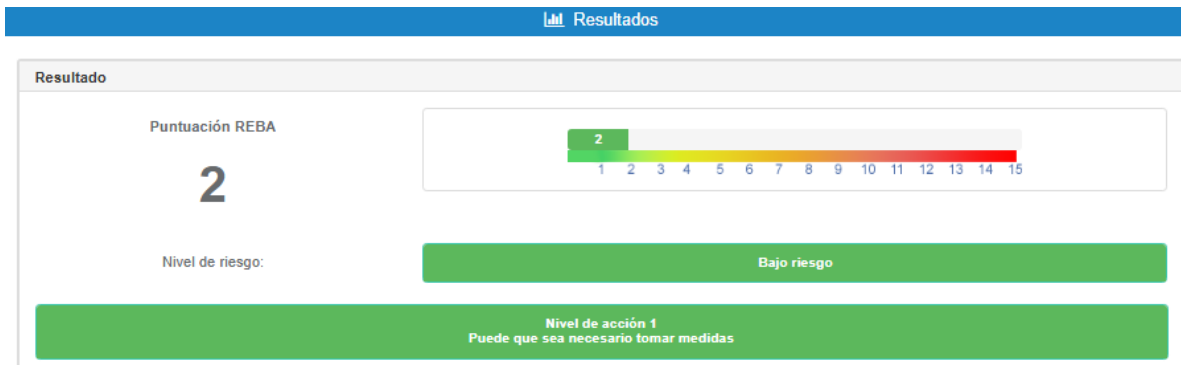 Resultados
Resultado
Puntuación REBA
2
2
1 2 3 4 5 6 7 8 9 10 11 12 13 14 15
Nivel de riesgo:
Bajo riesgo
Nivel de acción 1
Puede que sea necesario tomar medidas